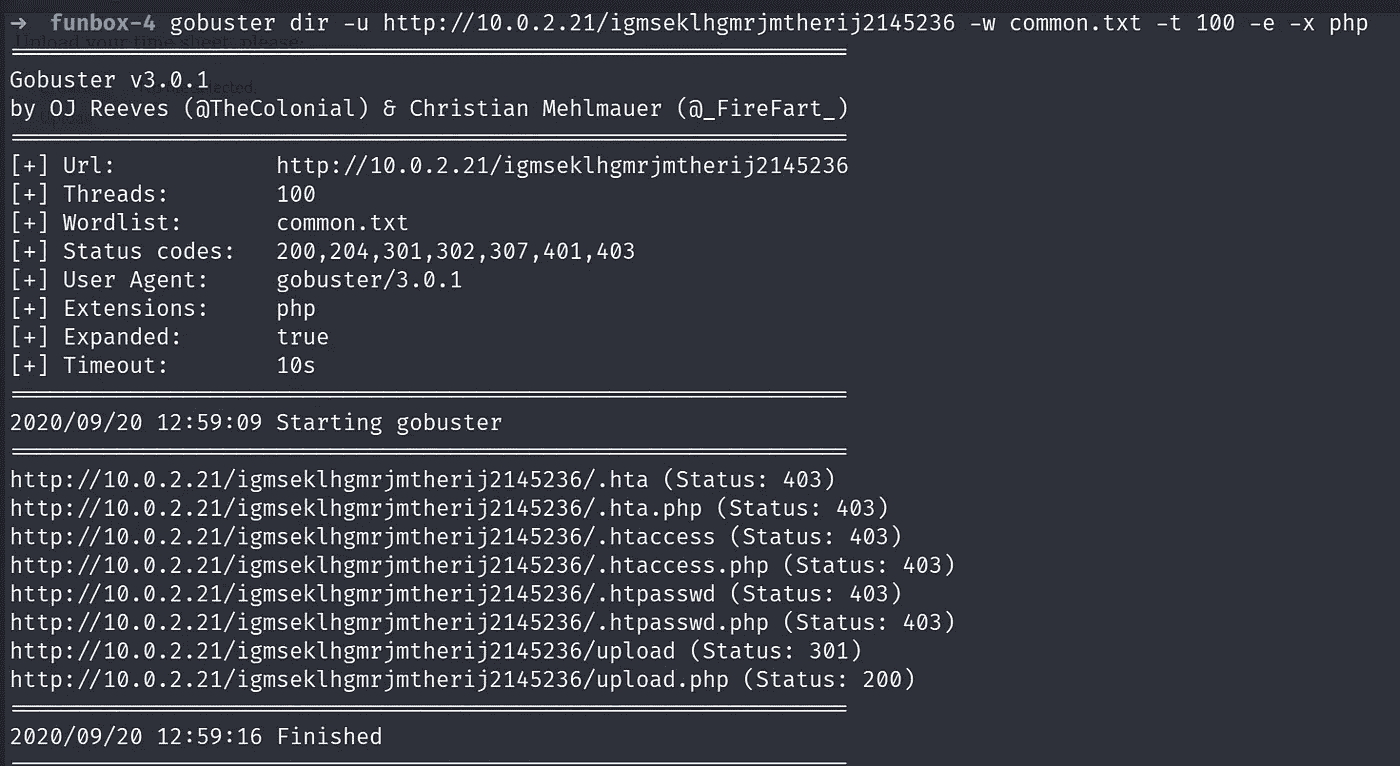 → funbox-4 gobuster dir -u http://10.0.2.21/igmseklhgmrjmtherij2145236 -w common.txt -t 100 -e -x php
Upload your time sheet, please:
Gobuster v3.0.1
by OJ Reeves (@TheColonial) & Christian Mehlmauer (@_FireFart_)
[+] Url: http://10.0.2.21/igmseklhgmrjmtherij2145236
[+] Threads: 100
[+] Wordlist: common.txt
[+] Status codes: 200,204,301,302,307,401,403
[+] User Agent: gobuster/3.0.1
[+] Extensions: php
[+] Expanded: true
[+] Timeout: 10s
2020/09/20 12:59:09 Starting gobuster
http://10.0.2.21/igmseklhgmrjmtherij2145236/.hta (Status: 403)
http://10.0.2.21/igmseklhgmrjmtherij2145236/.hta.php (Status: 403)
http://10.0.2.21/igmseklhgmrjmtherij2145236/.htaccess (Status: 403)
http://10.0.2.21/igmseklhgmrjmtherij2145236/.htaccess.php (Status: 403)
http://10.0.2.21/igmseklhgmrjmtherij2145236/.htpasswd (Status: 403)
http://10.0.2.21/igmseklhgmrjmtherij2145236/.htpasswd.php (Status: 403)
http://10.0.2.21/igmseklhgmrjmtherij2145236/upload (Status: 301)
http://10.0.2.21/igmseklhgmrjmtherij2145236/upload.php (Status: 200)
2020/09/20 12:59:16 Finished